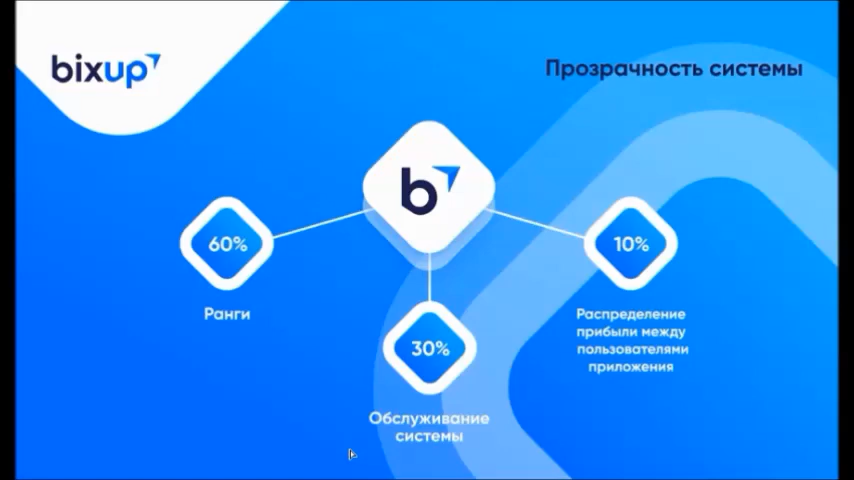 bixup
Прозрачность системы
b
60%
10%
Ранги
Распределение
прибыли между
пользователями
приложения
30%
Обслуживание
системы